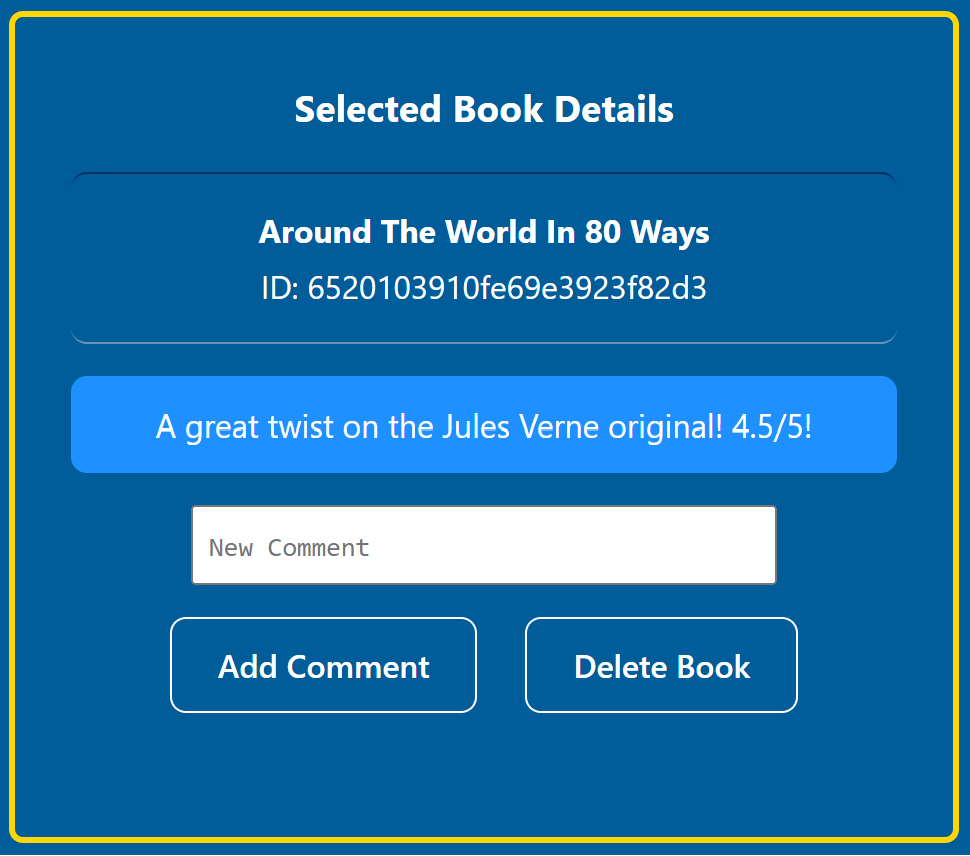 Selected Book Details
Around The World In 80 Ways
ID: 6520103910fe69e3923f82d3
A great twist on the Jules Verne original! 4.5/5!
New Comment
Add Comment
Delete Book